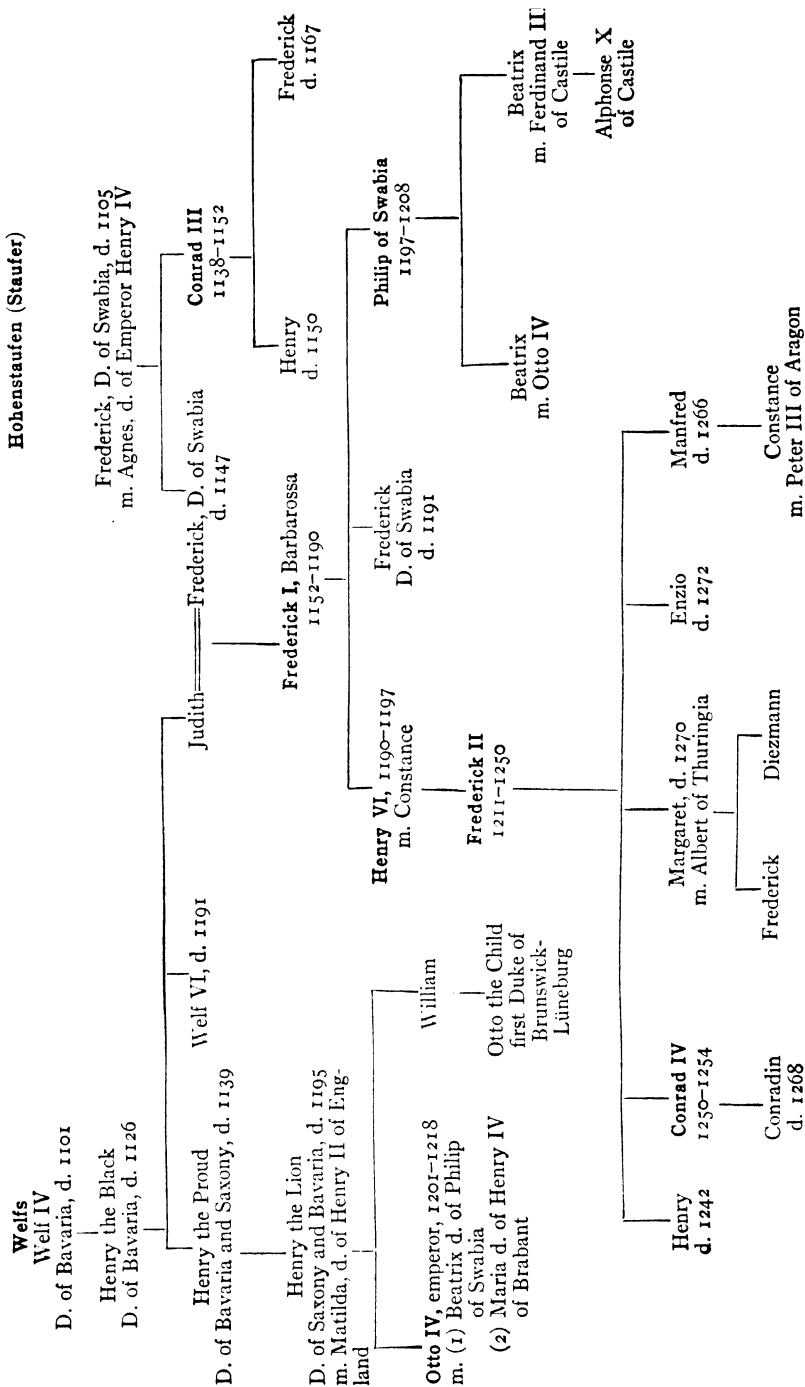 Hohenstaufen (Staufer)
Welfs
Welf IV
D. of Bavaria, d. 1101
Henry the Black
D. of Bavaria, d. 1126
Frederick, D. of Swabia, d. 1105
m. Agnes, d. of Emperor Henry IV
Henry the Proud
D. of Bavaria and Saxony, d. 1139
Welf VI, d. 1191
Judith
Frederick, D. of Swabia
d. 1147
Conrad III
1138-1152
Henry the Lion
D. of Saxony and Bavaria, d. 1195
m. Matilda, d. of Henry II of Eng-
land
Frederick I, Barbarossa
1152-1190
Henry
d. 1150
Frederick
d. 1167
Otto IV, emperor, 1201-1218
m. (1) Beatrix d. of Philip
of Swabia
(2) Maria d. of Henry IV
of Brabant
William
Otto the Child
first Duke of
Brunswick-
Lüneburg
Henry VI, 1190-1197
m. Constance
Frederick
D. of Swabia
d. 1191
Philip of Swabia
1197-1208
Frederick II
1211-1250
Beatrix
m. Otto IV
Beatrix
m. Ferdinand II
of Castile
Alphonse X
of Castile
Henry
d. 1242
Conrad IV
1250-1254
Conradin
d. 1268
Margaret, d. 1270
m. Albert of Thuringia
Frederick
Diezmann
Enzio
d. 1272
Manfred
d. 1266
Constance
m. Peter III of Aragon